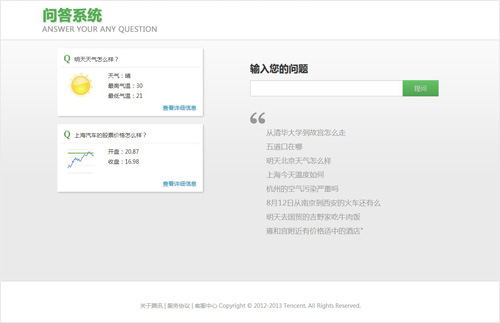 问答系统
ANSWER YOUR ANY QUESTION
Q 明天天气怎么样？
天气：晴
最高气温：30
最低气温：21
查看详细信息
Q 上海汽车的股票价格怎么样？
开盘：20.87
收盘：16.98
查看详细信息
输入您的问题
提问
“
从清华大学到故宫怎么走
五道口在哪
明天北京天气怎么样
上海今天温度如何
杭州的空气污染严重吗
8月12日从南京到西安的火车还有么
明天去国贸的吉野家吃牛肉饭
雍和宫附近有价格适中的酒店"
关于腾讯 | 服务协议 | 客服中心 Copyright © 2012-2013 Tencent. All Rights Reserved.